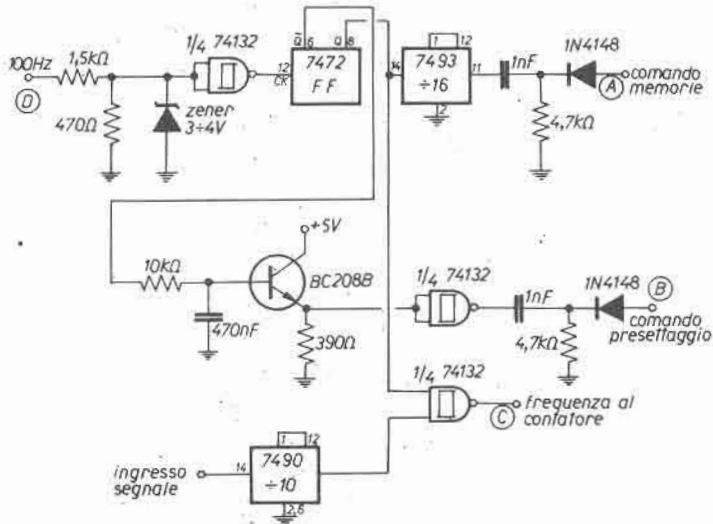 100Hz
D
1,5kΩ
470Ω
zener
3÷4V
1/4 74132
12
CK
Q̄
6
Q
8
7472
FF
14
1
12
7493
÷16
11
2
1nF
1N4148
A
comando
memorie
4,7kΩ
10kΩ
470nF
+5V
BC208B
390Ω
1/4 74132
1nF
1N4148
B
comando
presettaggio
4,7kΩ
1/4 74132
C
frequenza al
contatore
ingresso
segnale
14
1
12
7490
÷10
2,6